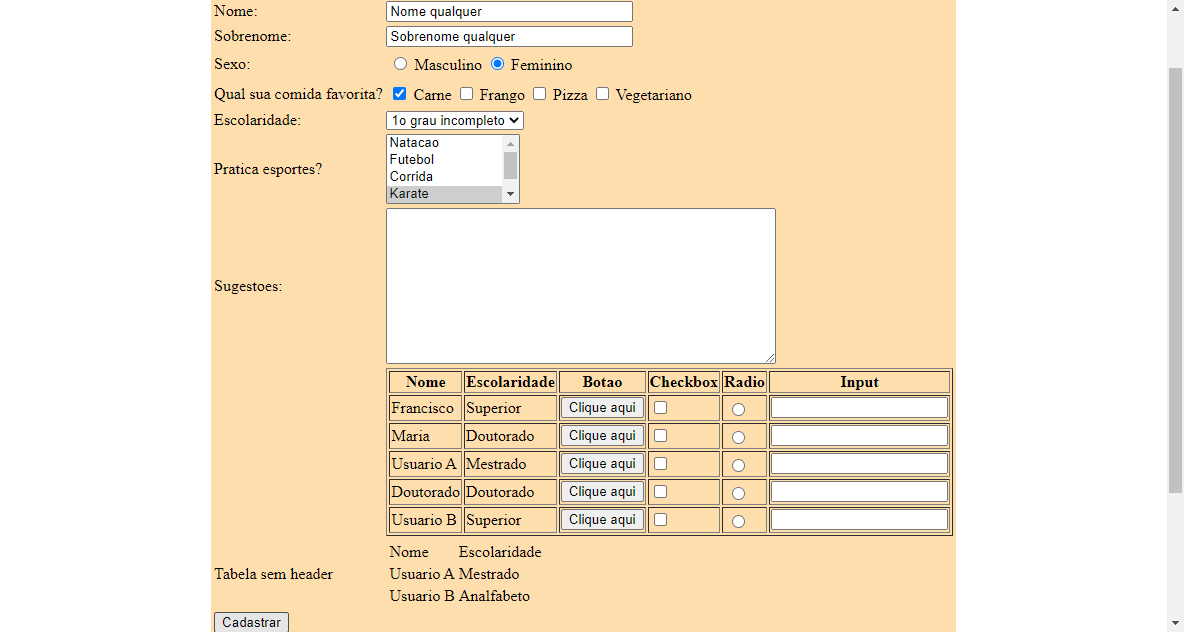 Nome: Nome qualquer
Sobrenome: Sobrenome qualquer
Sexo: Masculino Feminino
Qual sua comida favorita? Carne Frango Pizza Vegetariano
Escolaridade: 1o grau incompleto
Pratica esportes?
Natacao
Futebol
Corrida
Karate
Sugestoes:
Nome Escolaridade Botao Checkbox Radio Input
Francisco Superior Clique aqui
Maria Doutorado Clique aqui
Usuario A Mestrado Clique aqui
Doutorado Doutorado Clique aqui
Usuario B Superior Clique aqui
Tabela sem header
Nome Escolaridade
Usuario A Mestrado
Usuario B Analfabeto
Cadastrar